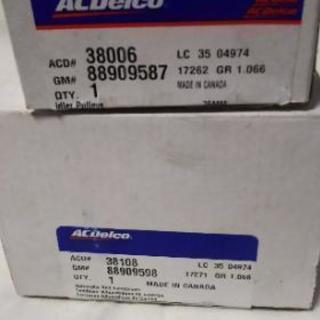 ACDelco
ACDelco
ACD# 38006 LC 35 04974
GM# 88909587 17262 GR 1.066
QTY. 1 MADE IN CANADA
Idler Pulleys
ACDelco
ACD# 38108 LC 35 04974
GM# 88909598 17271 GR 1.066
QTY. 1 MADE IN CANADA